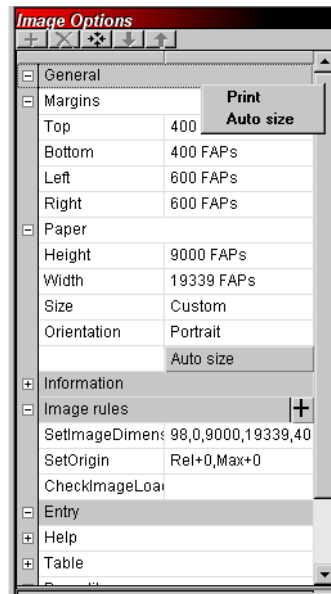 Image Options
General
Margins
Print
Auto size
Top 400
Bottom 400 FAPs
Left 600 FAPs
Right 600 FAPs
Paper
Height 9000 FAPs
Width 19339 FAPs
Size Custom
Orientation Portrait
Auto size
Information
Image rules
SetImageDimens 98,0,9000,19339,40
SetOrigin Rel+0,Max+0
CheckImageLoa
Entry
Help
Table